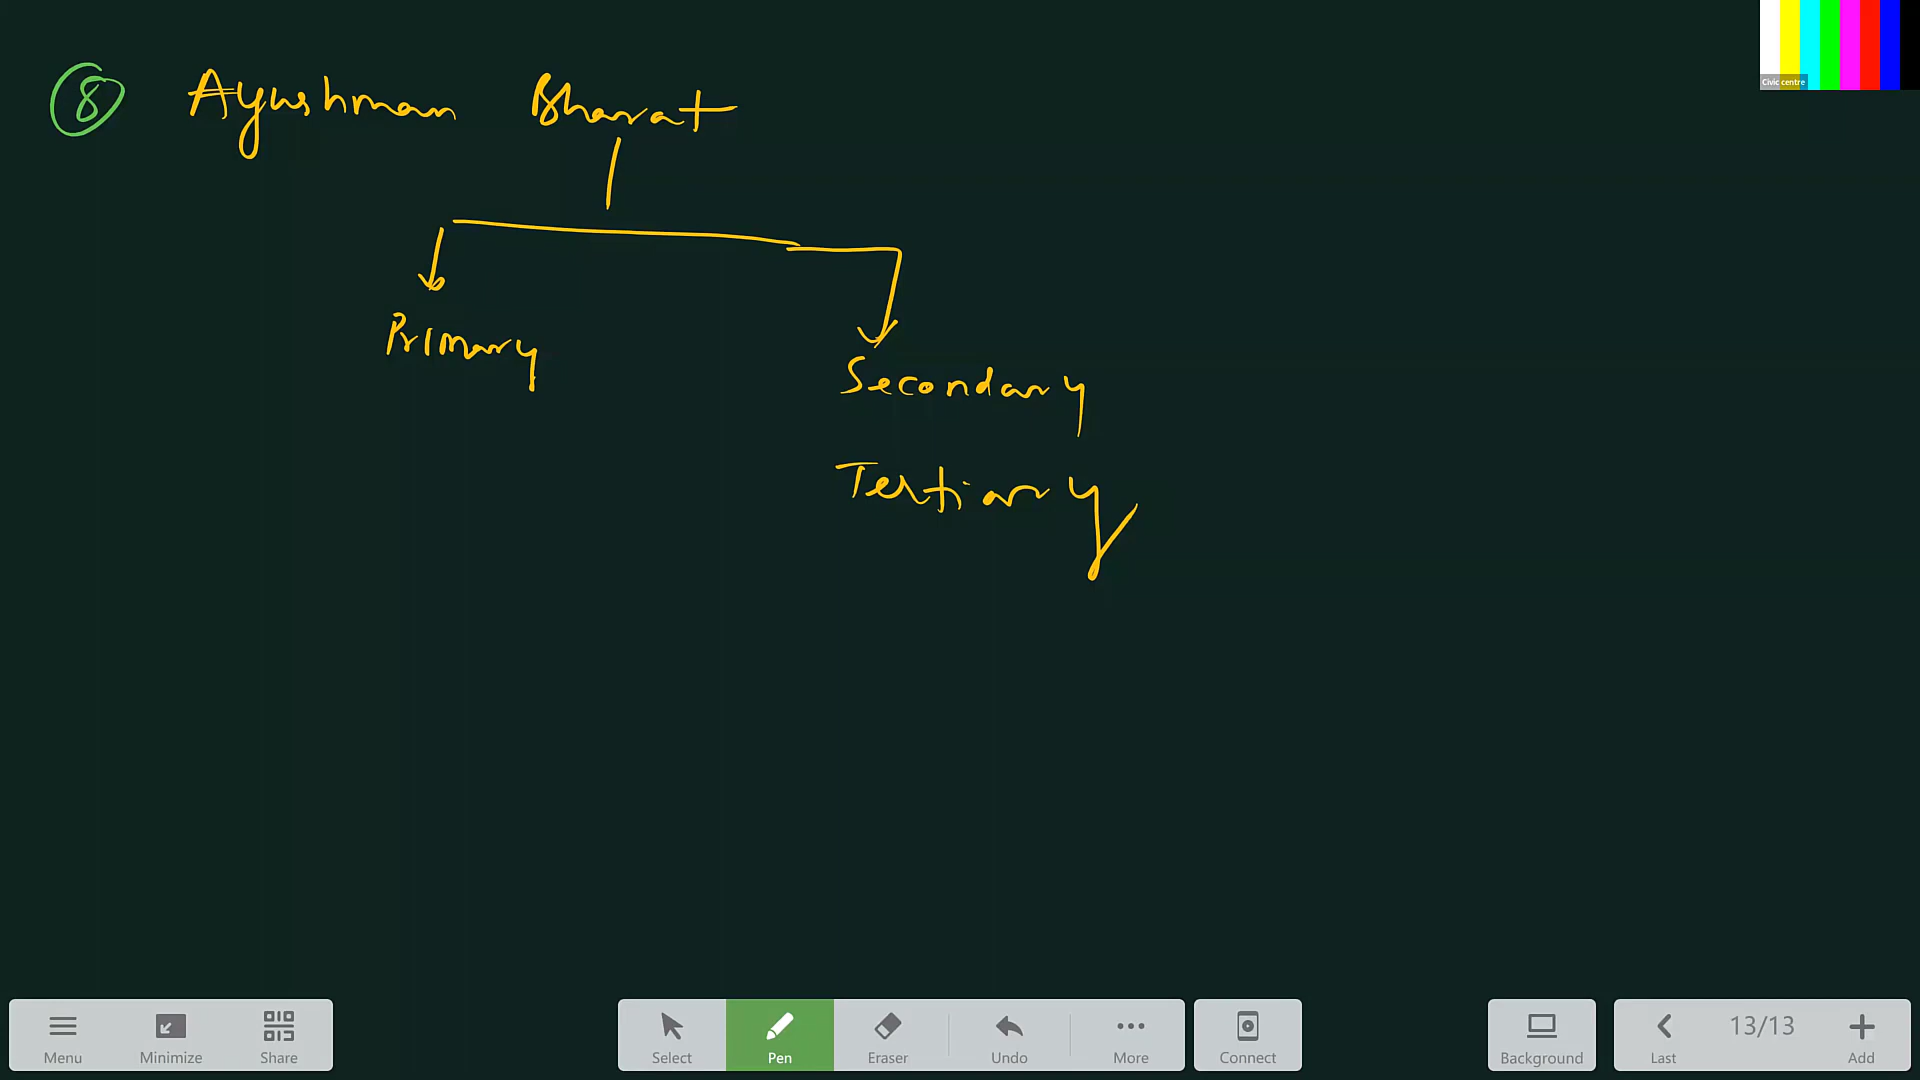 8 Ayushman Bharat
Primary
Secondary
Tertiary
Civic centre
Menu
Minimize
Share
Select
Pen
Eraser
Undo
More
Connect
Background
Last
13/13
Add